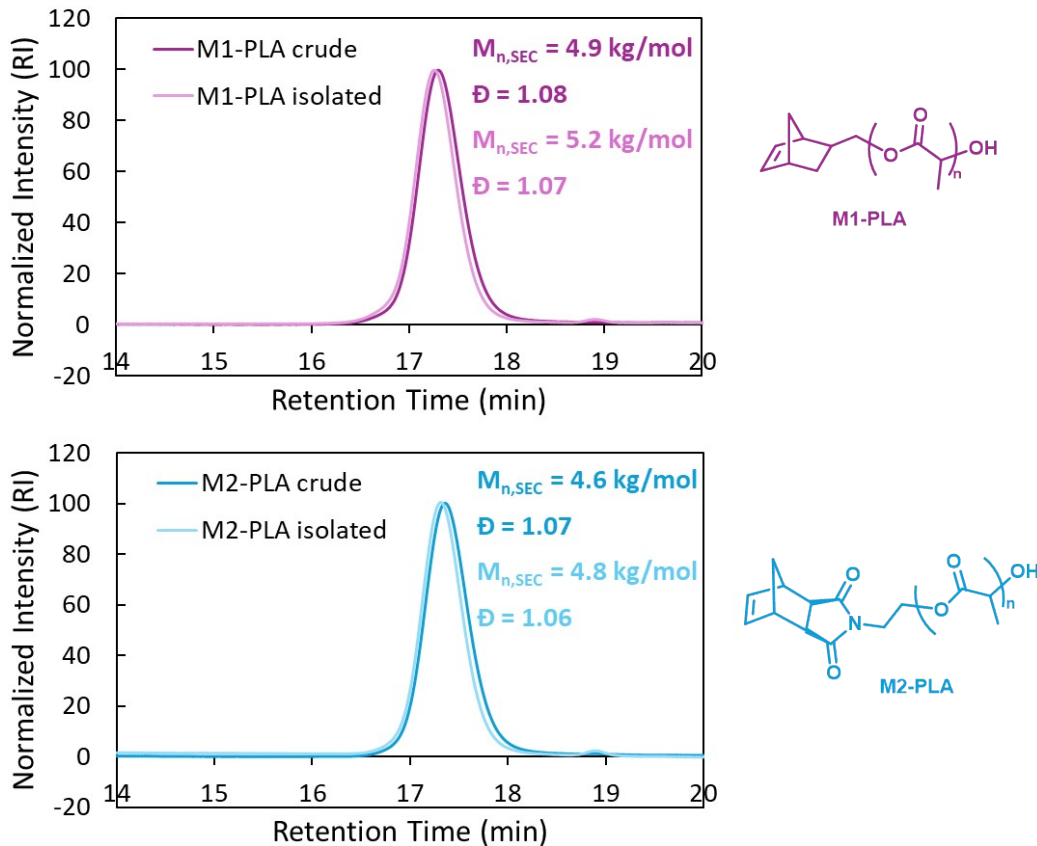 120
100
80
60
40
20
0
-20
Normalized Intensity (RI)
M1-PLA crude
M1-PLA isolated
M
n,SEC
 = 4.9 kg/mol
Đ = 1.08
M
n,SEC
 = 5.2 kg/mol
Đ = 1.07
14 15 16 17 18 19 20
Retention Time (min)
O
O
OH
n
M1-PLA
120
100
80
60
40
20
0
-20
Normalized Intensity (RI)
M2-PLA crude
M2-PLA isolated
M
n,SEC
 = 4.6 kg/mol
Đ = 1.07
M
n,SEC
 = 4.8 kg/mol
Đ = 1.06
14 15 16 17 18 19 20
Retention Time (min)
O
O
OH
O
n
N
O
M2-PLA